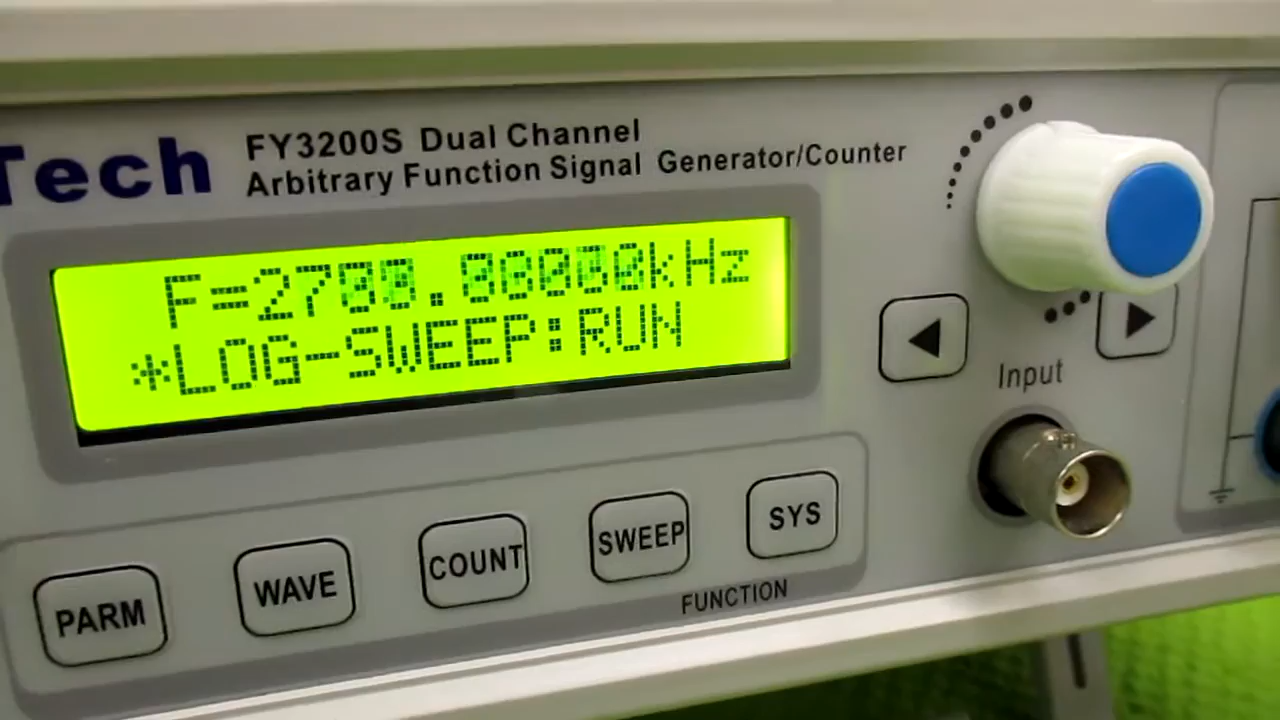 Tech
FY3200S Dual Channel
Arbitrary Function Signal Generator/Counter
F=2700.00000kHz
*LOG-SWEEP:RUN
Input
PARM
WAVE
COUNT
SWEEP
SYS
FUNCTION